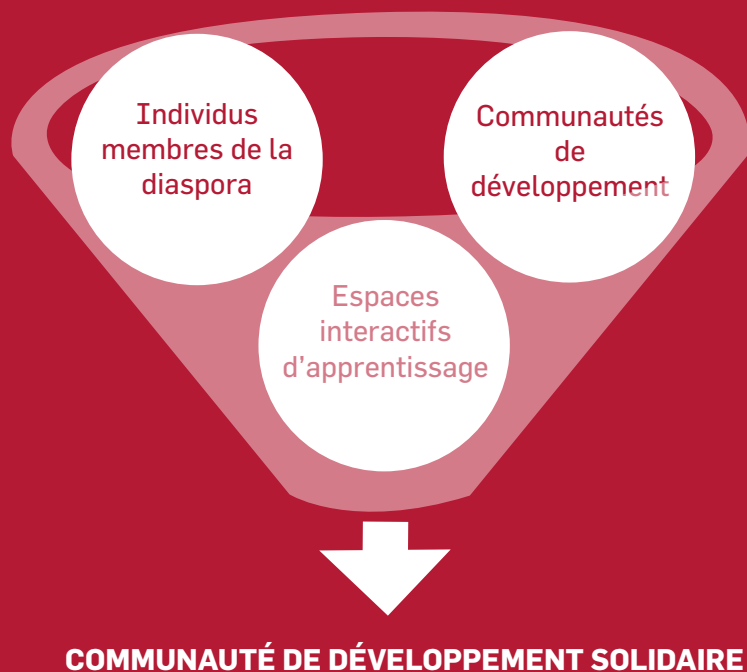 Individus
membres de la
diaspora
Communautés
de
développement
Espaces
interactifs
d’apprentissage
COMMUNAUTÉ DE DÉVELOPPEMENT SOLIDAIRE